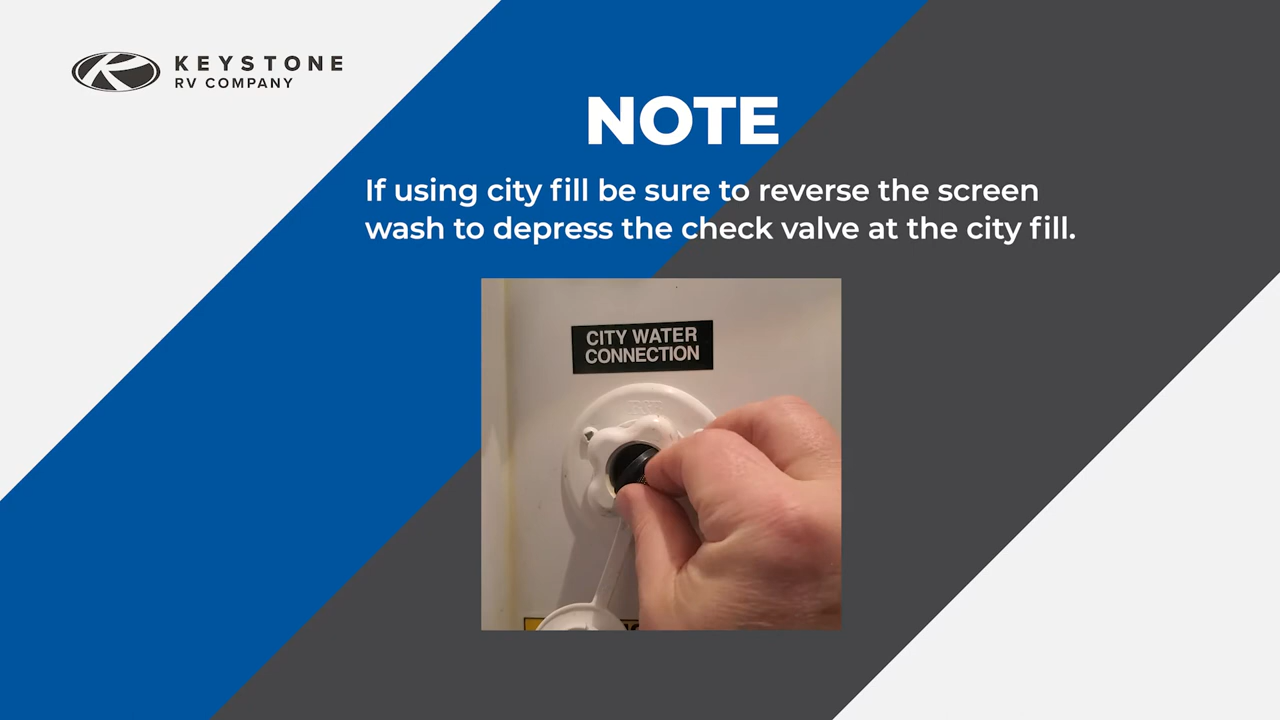 KEYSTONE
RV COMPANY
NOTE
If using city fill be sure to reverse the screen
wash to depress the check valve at the city fill.
CITY WATER
CONNECTION